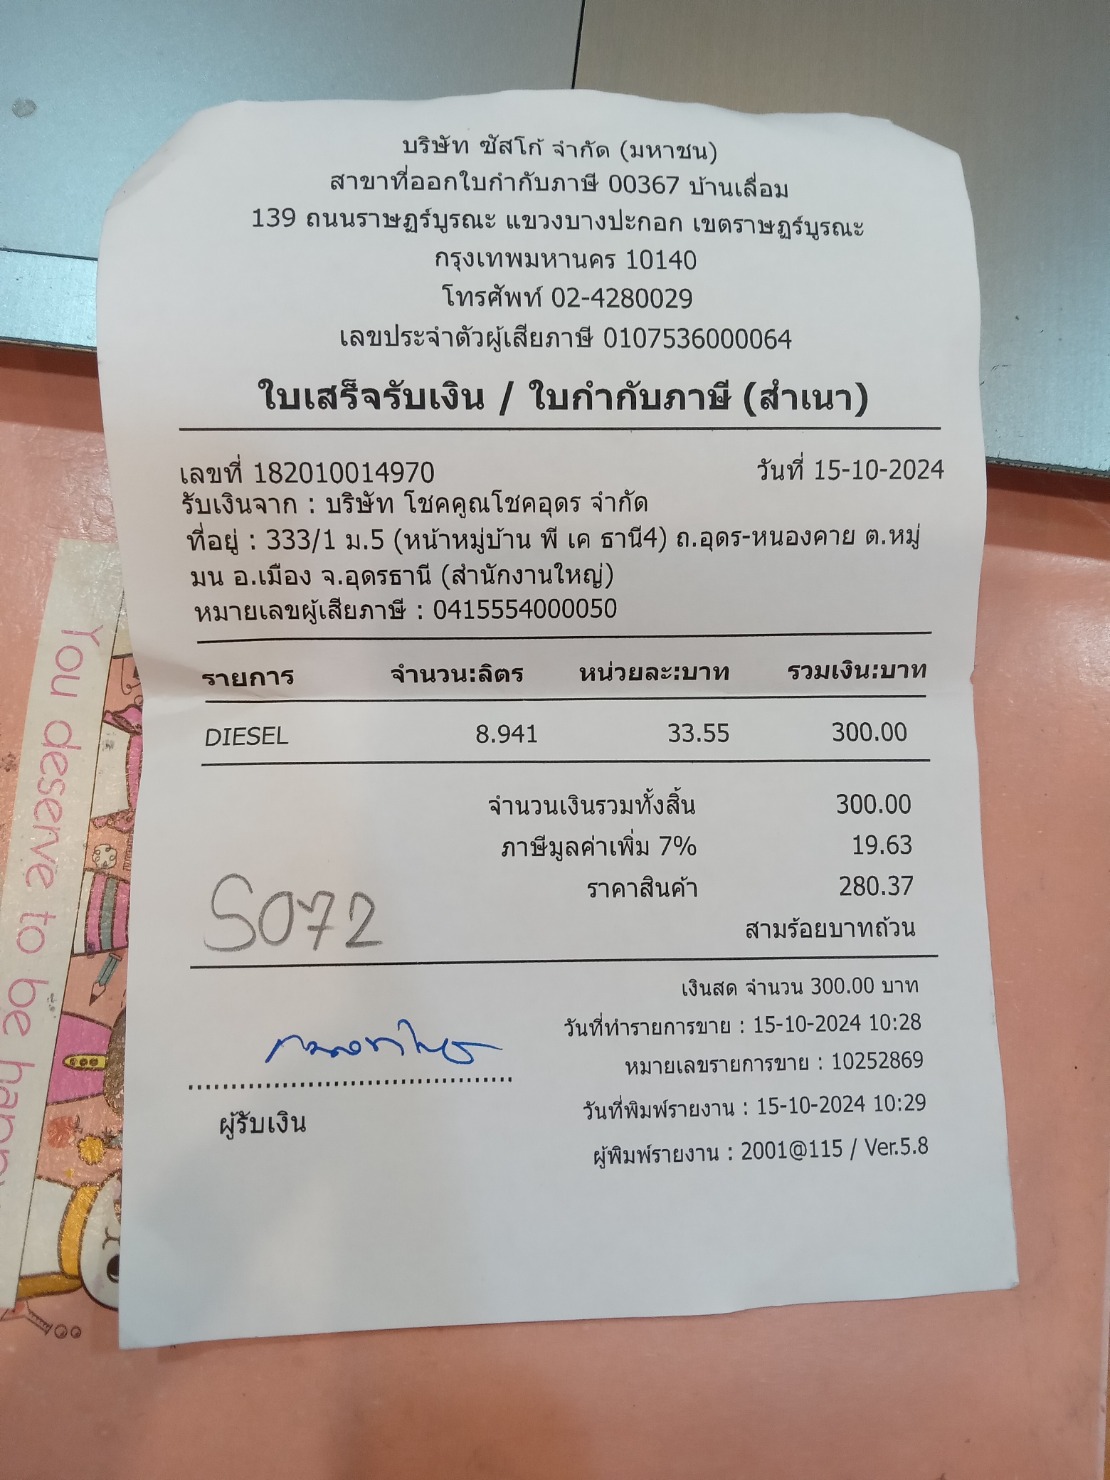 บริษัท ซัสโก้ จำกัด (มหาชน)
สาขาที่ออกใบกำกับภาษี 00367 บ้านเลื่อม
139 ถนนราษฎร์บูรณะ แขวงบางปะกอก เขตราษฎร์บูรณะ
กรุงเทพมหานคร 10140
โทรศัพท์ 02-4280029
เลขประจำตัวผู้เสียภาษี 0107536000064
ใบเสร็จรับเงิน / ใบกำกับภาษี (สำเนา)
เลขที่ 182010014970 วันที่ 15-10-2024
รับเงินจาก : บริษัท โชคคูณโชคอุดร จำกัด
ที่อยู่ : 333/1 ม.5 (หน้าหมู่บ้าน พี เค ธานี4) ถ.อุดร-หนองคาย ต.หมู่
มน อ.เมือง จ.อุดรธานี (สำนักงานใหญ่)
หมายเลขผู้เสียภาษี : 0415554000050
รายการ จำนวน:ลิตร หน่วยละ:บาท รวมเงิน:บาท
DIESEL 8.941 33.55 300.00
จำนวนเงินรวมทั้งสิ้น 300.00
ภาษีมูลค่าเพิ่ม 7% 19.63
ราคาสินค้า 280.37
S072
สามร้อยบาทถ้วน
เงินสด จำนวน 300.00 บาท
วันที่ทำรายการขาย : 15-10-2024 10:28
หมายเลขรายการขาย : 10252869
วันที่พิมพ์รายงาน : 15-10-2024 10:29
ผู้รับเงิน
ผู้พิมพ์รายงาน : 2001@115 / Ver.5.8
You deserve to be happy